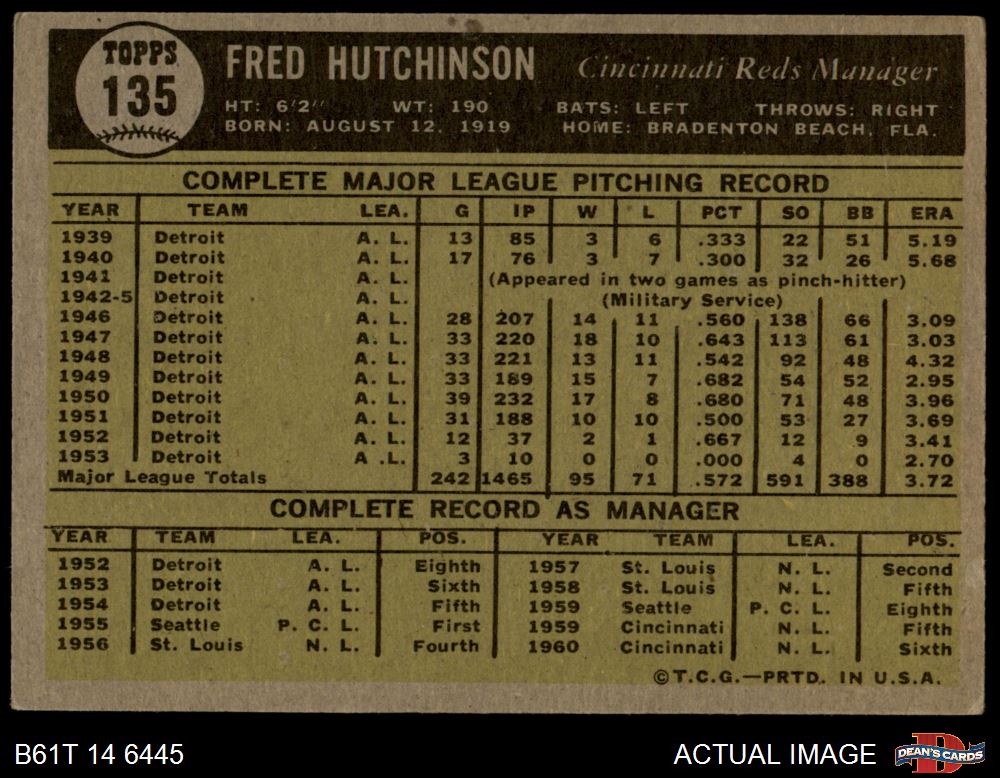 TOPPS
135
FRED HUTCHINSON Cincinnati Reds Manager
HT: 6'2" WT: 190 BATS: LEFT THROWS: RIGHT
BORN: AUGUST 12, 1919 HOME: BRADENTON BEACH, FLA.
COMPLETE MAJOR LEAGUE PITCHING RECORD
YEAR TEAM LEA. G IP W L PCT SO BB ERA
1939 Detroit A. L. 13 85 3 6 .333 22 51 5.19
1940 Detroit A. L. 17 76 3 7 .300 32 26 5.68
1941 Detroit A. L. (Appeared in two games as pinch-hitter)
1942-5 Detroit A. L. (Military Service)
1946 Detroit A. L. 28 207 14 11 .560 138 66 3.09
1947 Detroit A. L. 33 220 18 10 .643 113 61 3.03
1948 Detroit A. L. 33 221 13 11 .542 92 48 4.32
1949 Detroit A. L. 33 189 15 7 .682 54 52 2.95
1950 Detroit A. L. 39 232 17 8 .680 71 48 3.96
1951 Detroit A. L. 31 188 10 10 .500 53 27 3.69
1952 Detroit A. L. 12 37 2 1 .667 12 9 3.41
1953 Detroit A .L. 3 10 0 0 .000 4 0 2.70
Major League Totals 242 1465 95 71 .572 591 388 3.72
COMPLETE RECORD AS MANAGER
YEAR TEAM LEA. POS. YEAR TEAM LEA. POS.
1952 Detroit A. L. Eighth 1957 St. Louis N. L. Second
1953 Detroit A. L. Sixth 1958 St. Louis N. L. Fifth
1954 Detroit A. L. Fifth 1959 Seattle P. C. L. Eighth
1955 Seattle P. C. L. First 1959 Cincinnati N. L. Fifth
1956 St. Louis N. L. Fourth 1960 Cincinnati N. L. Sixth
©T.C.G.—PRTD. IN U.S.A.
B61T 14 6445 ACTUAL IMAGE DEAN'S CARDS